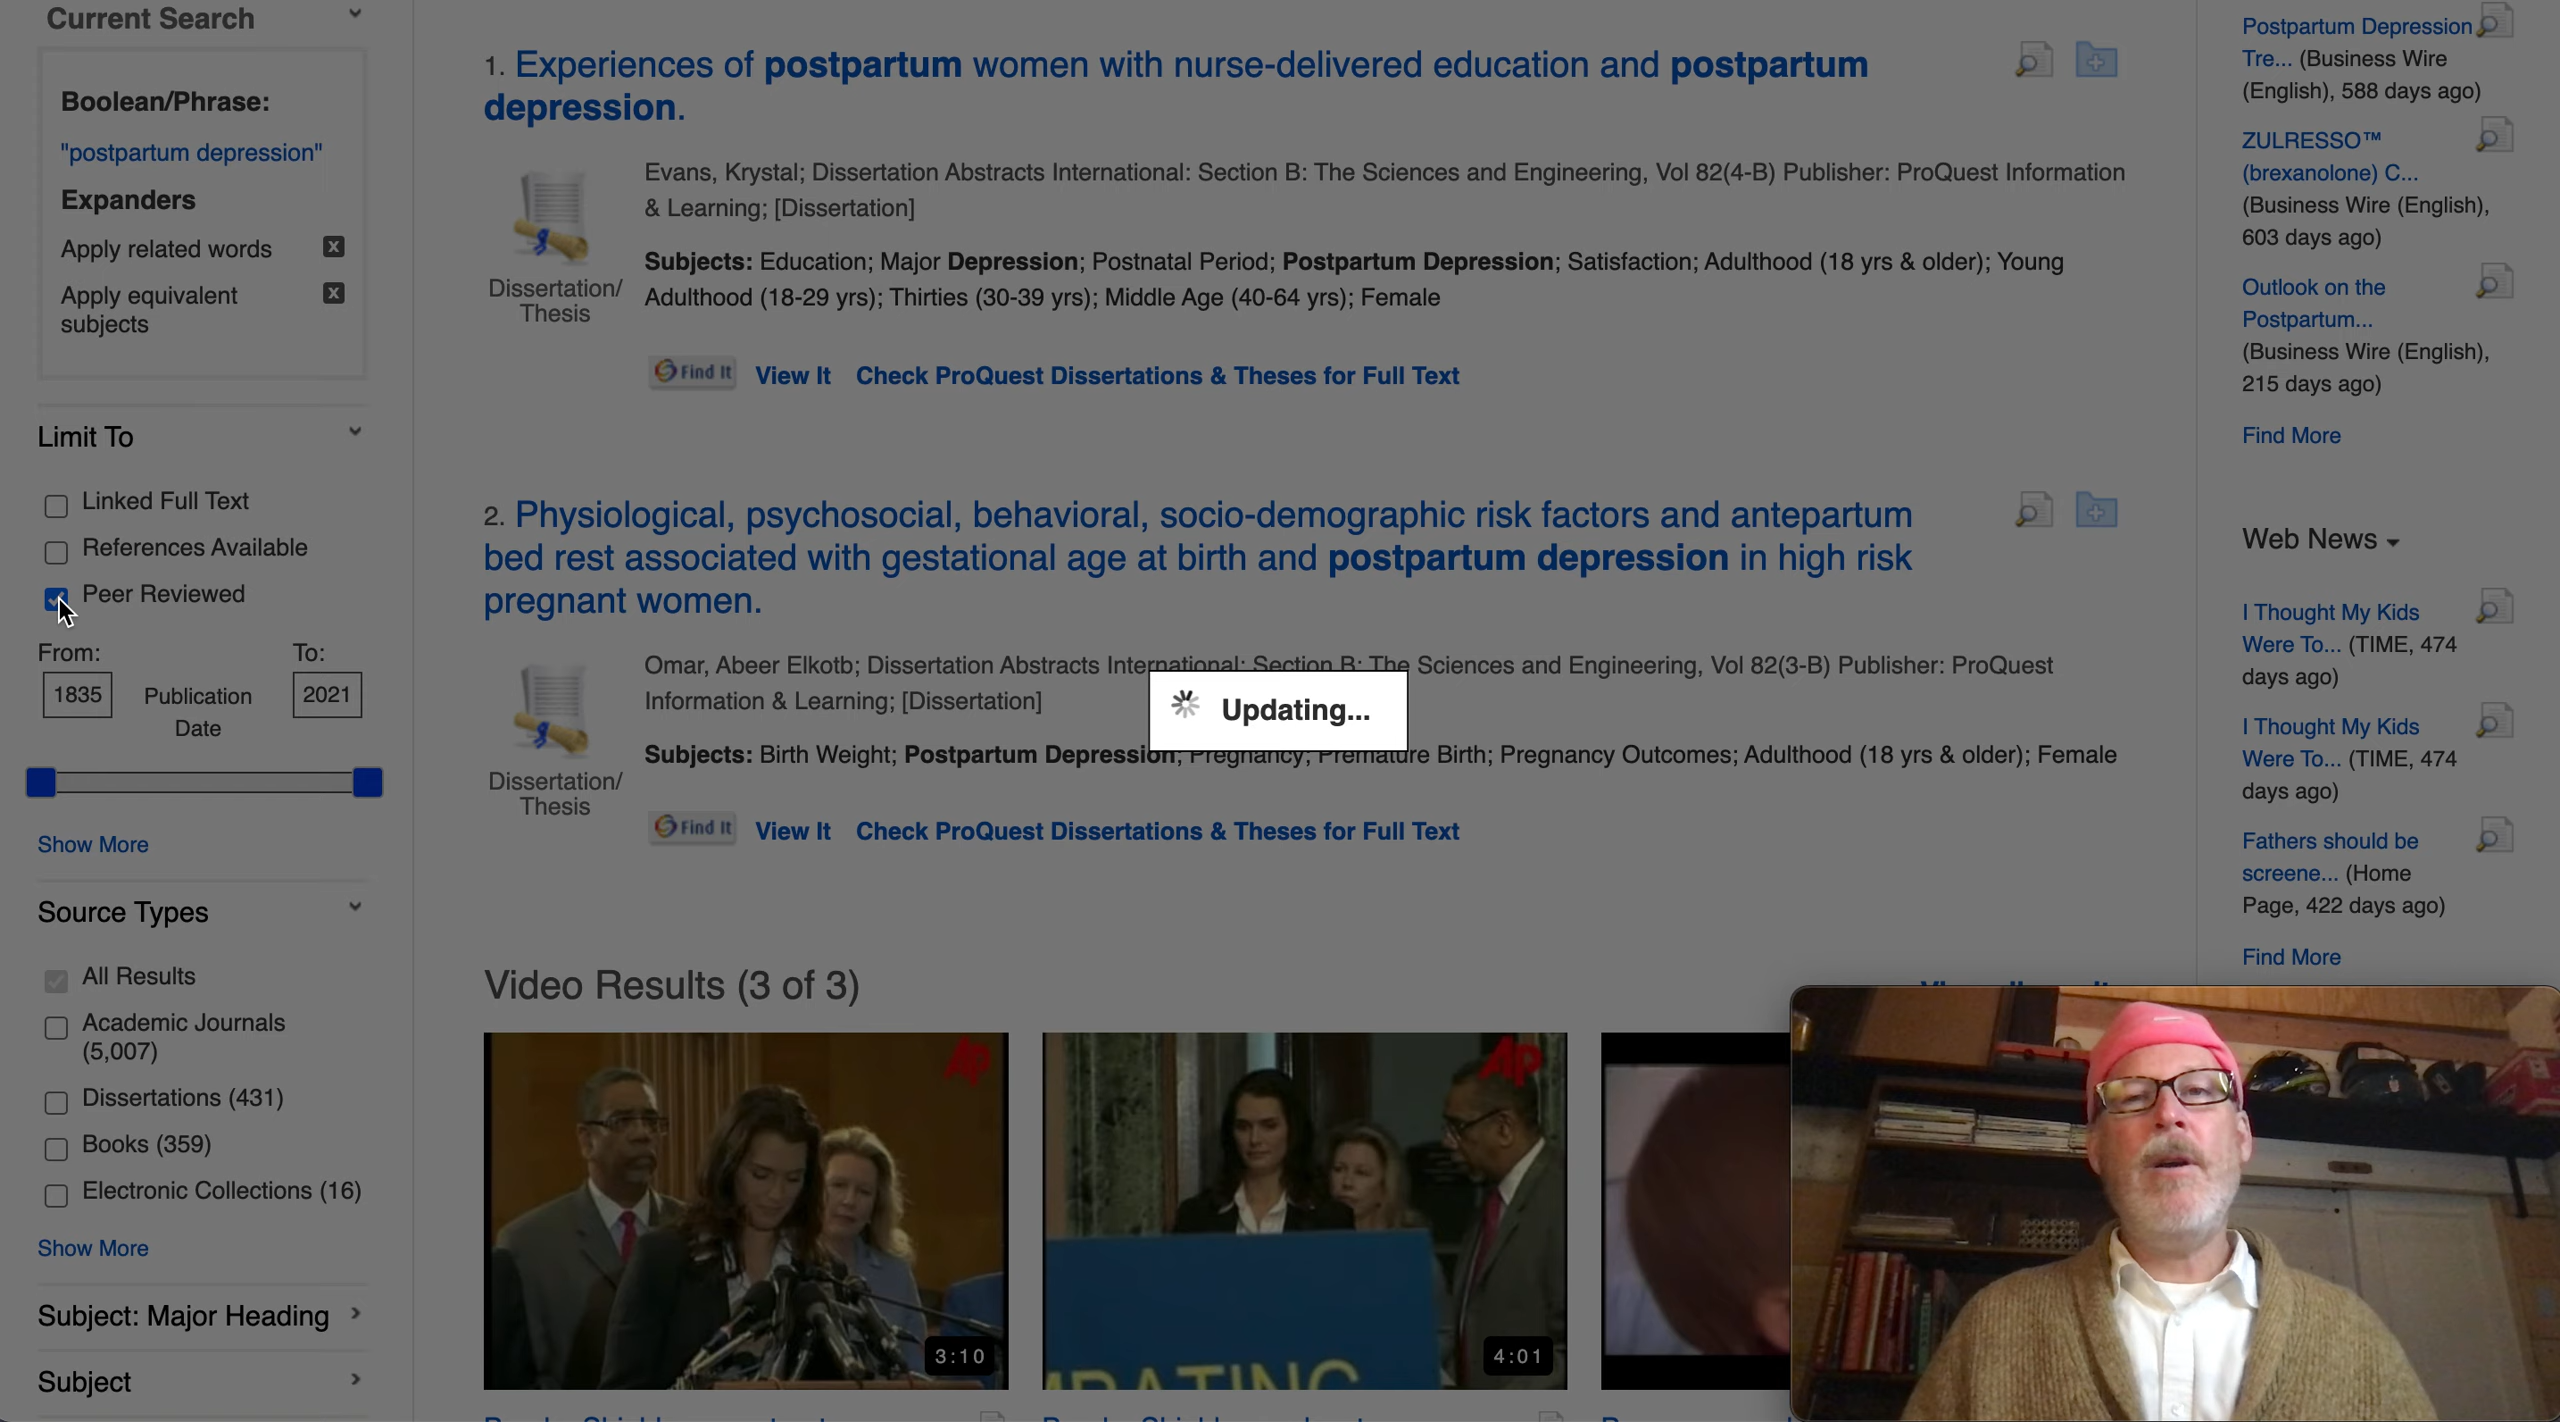 Current Search
Boolean/Phrase:
"postpartum depression"
Expanders
Apply related words
Apply equivalent
subjects
Limit To
Linked Full Text
References Available
Peer Reviewed
From:
To:
1835
Publication
Date
2021
Show More
Source Types
All Results
Academic Journals
(5,007)
Dissertations (431)
Books (359)
Electronic Collections (16)
Show More
Subject: Major Heading
Subject
1. Experiences of postpartum women with nurse-delivered education and postpartum
depression.
Evans, Krystal; Dissertation Abstracts International: Section B: The Sciences and Engineering, Vol 82(4-B) Publisher: ProQuest Information
& Learning; [Dissertation]
Subjects: Education; Major Depression; Postnatal Period; Postpartum Depression; Satisfaction; Adulthood (18 yrs & older); Young
Adulthood (18-29 yrs); Thirties (30-39 yrs); Middle Age (40-64 yrs); Female
Dissertation/
Thesis
Find It View It Check ProQuest Dissertations & Theses for Full Text
2. Physiological, psychosocial, behavioral, socio-demographic risk factors and antepartum
bed rest associated with gestational age at birth and postpartum depression in high risk
pregnant women.
Omar, Abeer Elkotb; Dissertation Abstracts International: Section B: The Sciences and Engineering, Vol 82(3-B) Publisher: ProQuest
Information & Learning; [Dissertation]
Updating...
Subjects: Birth Weight; Postpartum Depression; Pregnancy; Premature Birth; Pregnancy Outcomes; Adulthood (18 yrs & older); Female
Dissertation/
Thesis
Find It View It Check ProQuest Dissertations & Theses for Full Text
Video Results (3 of 3)
AP
3:10
AP
4:01
Postpartum Depression
Tre... (Business Wire
(English), 588 days ago)
ZULRESSO™
(brexanolone) C...
(Business Wire (English),
603 days ago)
Outlook on the
Postpartum...
(Business Wire (English),
215 days ago)
Find More
Web News
I Thought My Kids
Were To... (TIME, 474
days ago)
I Thought My Kids
Were To... (TIME, 474
days ago)
Fathers should be
screene... (Home
Page, 422 days ago)
Find More